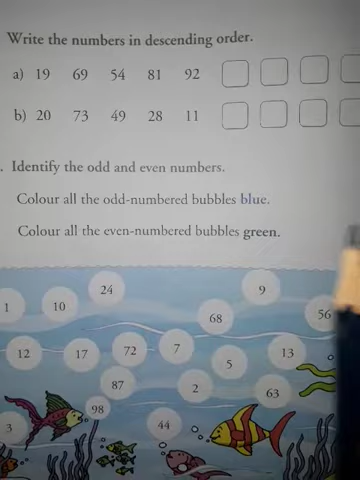 Write the numbers in descending order.
a) 19 69 54 81 92
b) 20 73 49 28 11
. Identify the odd and even numbers.
Colour all the odd-numbered bubbles blue.
Colour all the even-numbered bubbles green.
24 9
1 10 68 56
12 17 72 7 5 13
87 2 63
98
3 44